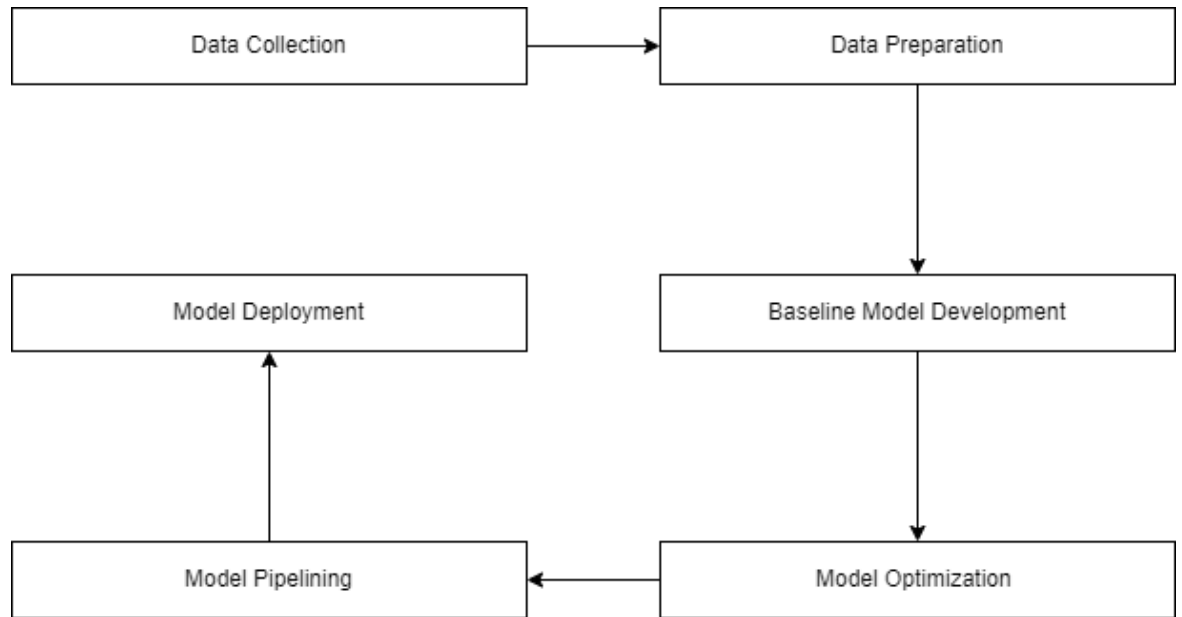 Data Collection
Data Preparation
Model Deployment
Baseline Model Development
Model Pipelining
Model Optimization